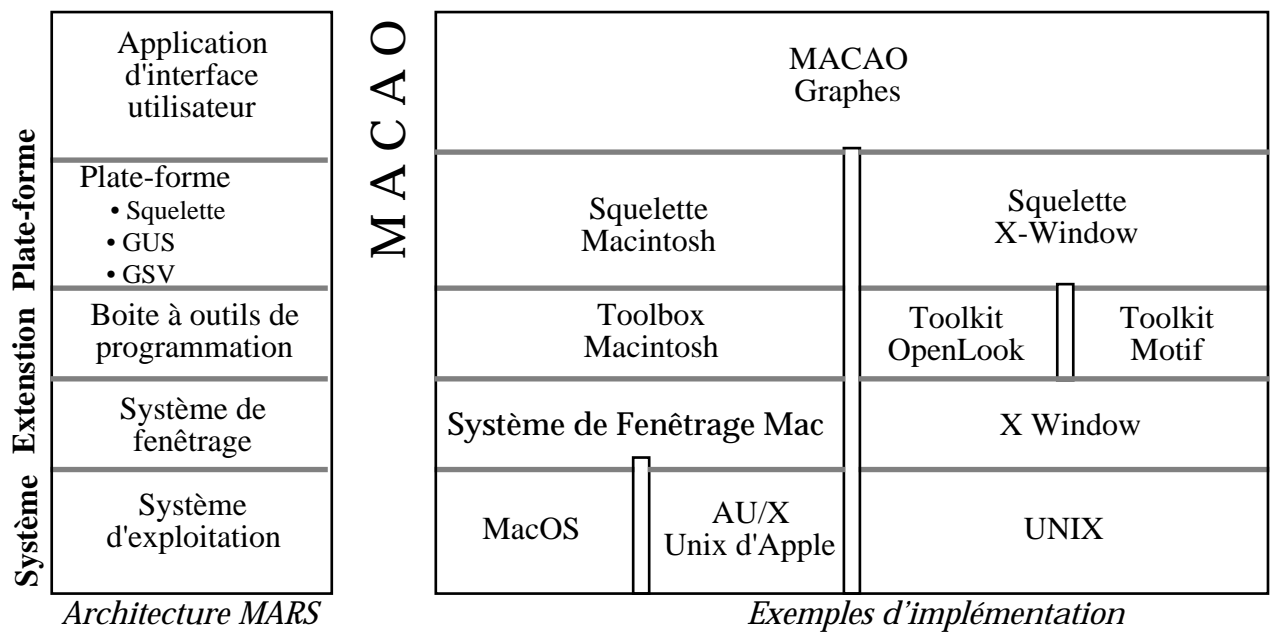 Application
d'interface
utilisateur
Plate-forme
• Squelette
• GUS
• GSV
Boite à outils de
programmation
Système de
fenêtrage
Système
d'exploitation
Plate-forme
Extenstion
Système
Architecture MARS
MACAO
MACAO
Graphes
Squelette
Macintosh
Squelette
X-Window
Toolbox
Macintosh
Toolkit
OpenLook
Toolkit
Motif
Système de Fenêtrage Mac
X Window
MacOS
AU/X
Unix d'Apple
UNIX
Exemples d'implémentation